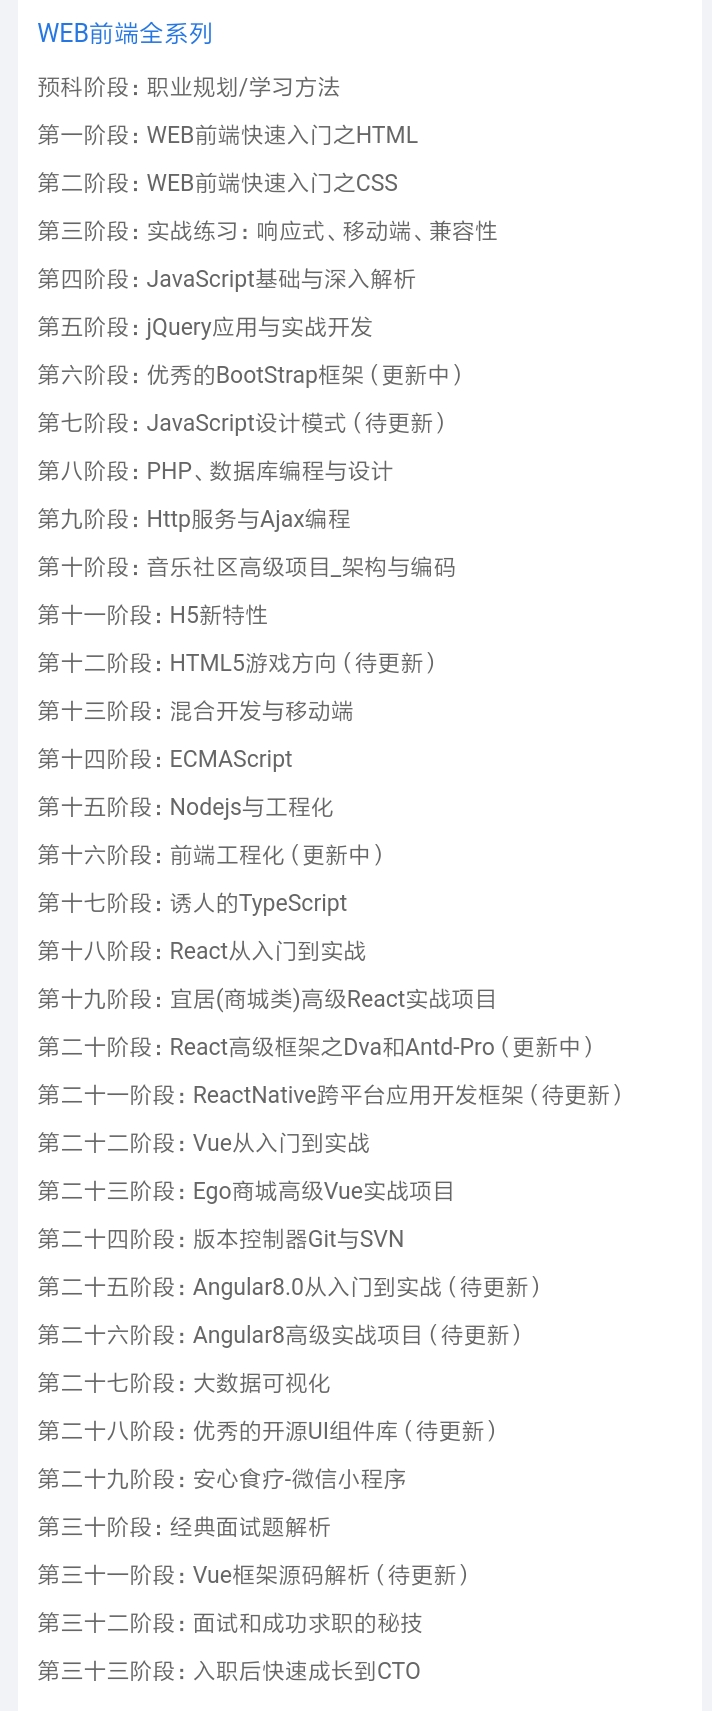 WEB前端全系列
预科阶段：职业规划/学习方法
第一阶段：WEB前端快速入门之HTML
第二阶段：WEB前端快速入门之CSS
第三阶段：实战练习：响应式、移动端、兼容性
第四阶段：JavaScript基础与深入解析
第五阶段：jQuery应用与实战开发
第六阶段：优秀的BootStrap框架（更新中）
第七阶段：JavaScript设计模式（待更新）
第八阶段：PHP、数据库编程与设计
第九阶段：Http服务与Ajax编程
第十阶段：音乐社区高级项目_架构与编码
第十一阶段：H5新特性
第十二阶段：HTML5游戏方向（待更新）
第十三阶段：混合开发与移动端
第十四阶段：ECMAScript
第十五阶段：Nodejs与工程化
第十六阶段：前端工程化（更新中）
第十七阶段：诱人的TypeScript
第十八阶段：React从入门到实战
第十九阶段：宜居(商城类)高级React实战项目
第二十阶段：React高级框架之Dva和Antd-Pro（更新中）
第二十一阶段：ReactNative跨平台应用开发框架（待更新）
第二十二阶段：Vue从入门到实战
第二十三阶段：Ego商城高级Vue实战项目
第二十四阶段：版本控制器Git与SVN
第二十五阶段：Angular8.0从入门到实战（待更新）
第二十六阶段：Angular8高级实战项目（待更新）
第二十七阶段：大数据可视化
第二十八阶段：优秀的开源UI组件库（待更新）
第二十九阶段：安心食疗-微信小程序
第三十阶段：经典面试题解析
第三十一阶段：Vue框架源码解析（待更新）
第三十二阶段：面试和成功求职的秘技
第三十三阶段：入职后快速成长到CTO